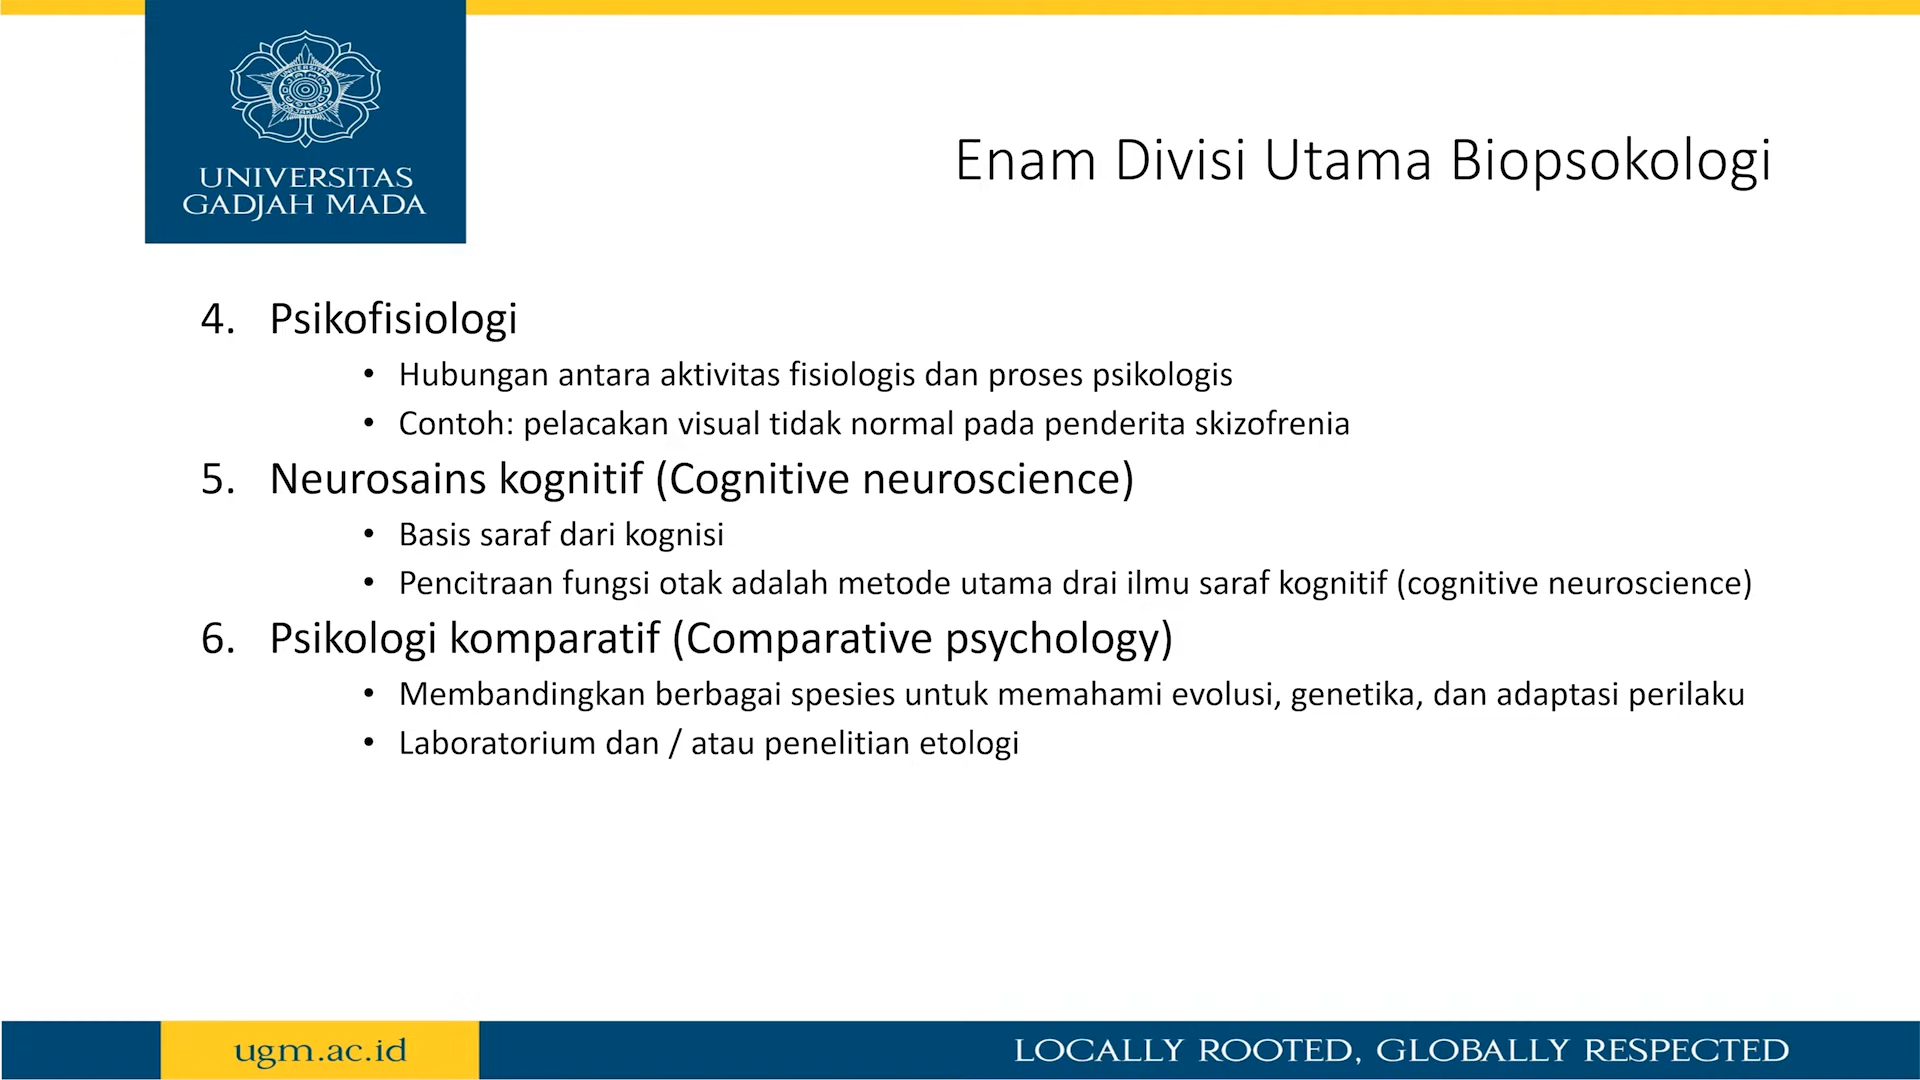 UNIVERSITAS
GADJAH MADA
Enam Divisi Utama Biopsokologi
4. Psikofisiologi
• Hubungan antara aktivitas fisiologis dan proses psikologis
• Contoh: pelacakan visual tidak normal pada penderita skizofrenia
5. Neurosains kognitif (Cognitive neuroscience)
• Basis saraf dari kognisi
• Pencitraan fungsi otak adalah metode utama drai ilmu saraf kognitif (cognitive neuroscience)
6. Psikologi komparatif (Comparative psychology)
• Membandingkan berbagai spesies untuk memahami evolusi, genetika, dan adaptasi perilaku
• Laboratorium dan / atau penelitian etologi
ugm.ac.id
LOCALLY ROOTED, GLOBALLY RESPECTED